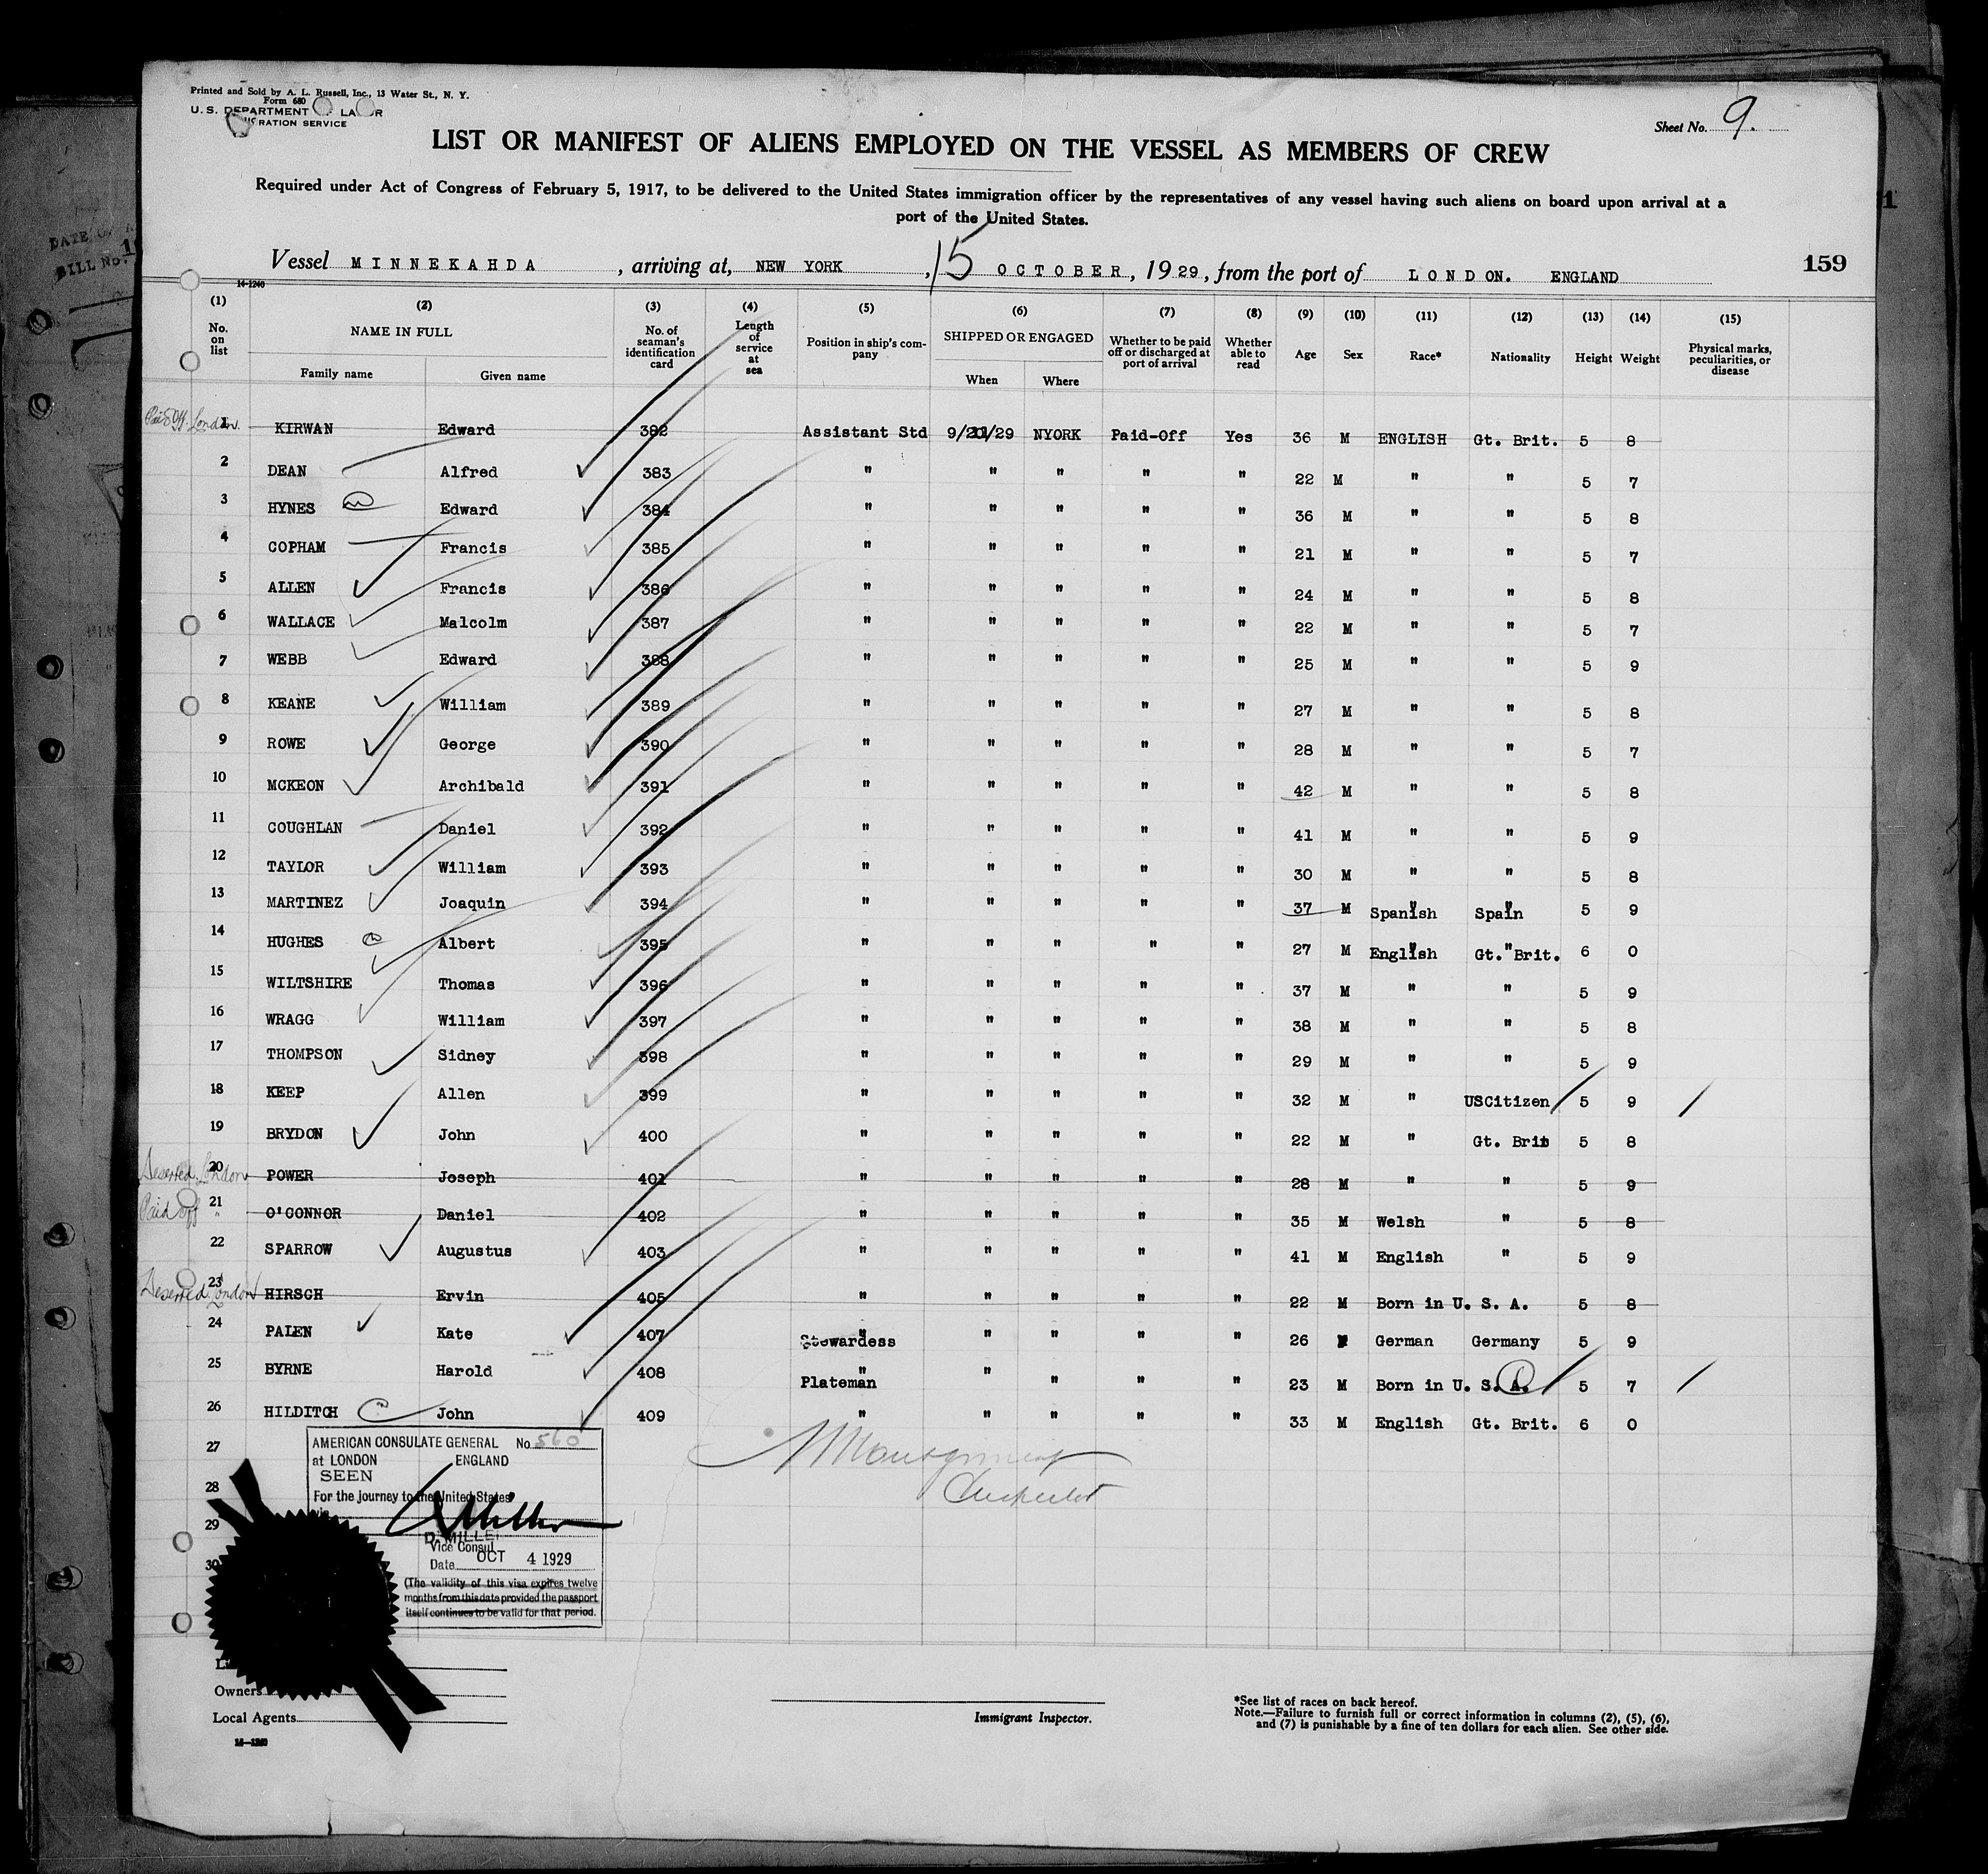 Printed and Sold by A. L. Russell, Inc., 13 Water St., N. Y.
Form 680
U. S. DEPARTMENT LABOR
IMMIGRATION SERVICE
Sheet No. 9.
LIST OR MANIFEST OF ALIENS EMPLOYED ON THE VESSEL AS MEMBERS OF CREW
Required under Act of Congress of February 5, 1917, to be delivered to the United States immigration officer by the representatives of any vessel having such aliens on board upon arrival at a
port of the United States.
Vessel MINNEKAHDA, arriving at, NEW YORK, 15 OCTOBER, 1929, from the port of LONDON. ENGLAND
159
14-1240
(1) (2) (3) (4) (5) (6) (7) (8) (9) (10) (11) (12) (13) (14) (15)
No. on list NAME IN FULL No. of seaman's identification card Length of service at sea Position in ship's company SHIPPED OR ENGAGED Whether to be paid off or discharged at port of arrival Whether able to read Age Sex Race* Nationality Height Weight Physical marks, peculiarities, or disease
Family name Given name When Where
Paid Off. London. 1 KIRWAN Edward 382 Assistant Std 9/21/29 NYORK Paid-Off Yes 36 M ENGLISH Gt. Brit. 5 8
2 DEAN Alfred 383 " " " " " 22 M " " 5 7
3 HYNES Edward 384 " " " " " 36 M " " 5 8
4 COPHAM Francis 385 " " " " " 21 M " " 5 7
5 ALLEN Francis 386 " " " " " 24 M " " 5 8
6 WALLACE Malcolm 387 " " " " " 22 M " " 5 7
7 WEBB Edward 388 " " " " " 25 M " " 5 9
8 KEANE William 389 " " " " " 27 M " " 5 8
9 ROWE George 390 " " " " " 28 M " " 5 7
10 MCKEON Archibald 391 " " " " " 42 M " " 5 8
11 COUGHLAN Daniel 392 " " " " " 41 M " " 5 9
12 TAYLOR William 393 " " " " " 30 M " " 5 8
13 MARTINEZ Joaquin 394 " " " " " 37 M Spanish Spain 5 9
14 HUGHES Albert 395 " " " " " 27 M English Gt. Brit. 6 0
15 WILTSHIRE Thomas 396 " " " " " 37 M " " 5 9
16 WRAGG William 397 " " " " " 38 M " " 5 8
17 THOMPSON Sidney 398 " " " " " 29 M " " 5 9
18 KEEP Allen 399 " " " " " 32 M " USCitizen 5 9
19 BRYDON John 400 " " " " " 22 M " Gt. Brit 5 8
Deserted London 20 POWER Joseph 401 " " " " " 28 M " " 5 9
Paid Off " 21 O'CONNOR Daniel 402 " " " " " 35 M Welsh " 5 8
22 SPARROW Augustus 403 " " " " " 41 M English " 5 9
Deserted London 23 HIRSCH Ervin 405 " " " " " 22 M Born in U. S. A. 5 8
24 PALEN Kate 407 Stewardess " " " " 26 German Germany 5 9
25 BYRNE Harold 408 Plateman " " " " 23 M Born in U. S. A. 5 7
26 HILDITCH John 409 " " " " " 33 M English Gt. Brit. 6 0
27
28
29
30
AMERICAN CONSULATE GENERAL No. 560
at LONDON ENGLAND
SEEN
For the journey to the United States
DMiller
D. MILLER
Vice Consul
Date OCT 4 1929
(The validity of this visa expires twelve
months from this date provided the passport
itself continues to be valid for that period.
Owners
Local Agents
14—1240
Immigrant Inspector.
*See list of races on back hereof.
Note.—Failure to furnish full or correct information in columns (2), (5), (6),
and (7) is punishable by a fine of ten dollars for each alien. See other side.